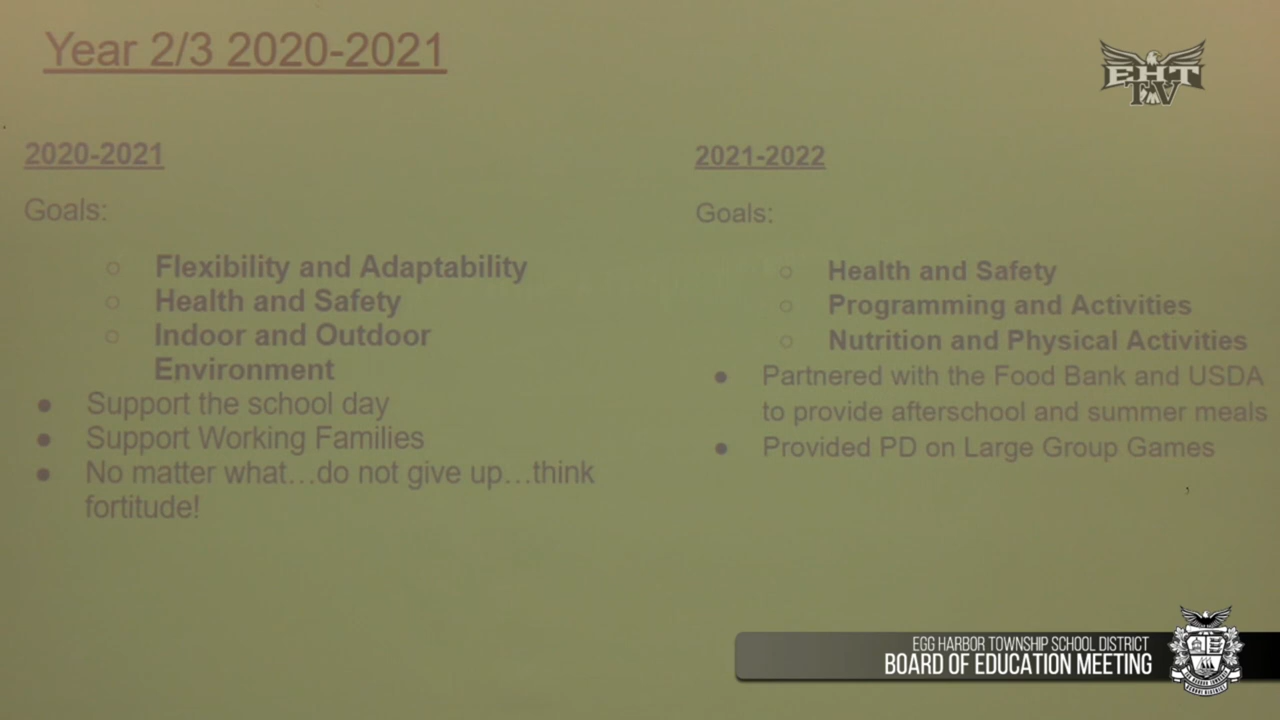 Year 2/3 2020-2021
EHT
TV
2020-2021
Goals:
○ Flexibility and Adaptability
○ Health and Safety
○ Indoor and Outdoor
Environment
● Support the school day
● Support Working Families
● No matter what…do not give up…think
fortitude!
2021-2022
Goals:
○ Health and Safety
○ Programming and Activities
○ Nutrition and Physical Activities
● Partnered with the Food Bank and USDA
to provide afterschool and summer meals
● Provided PD on Large Group Games
EGG HARBOR TOWNSHIP SCHOOL DISTRICT
BOARD OF EDUCATION MEETING